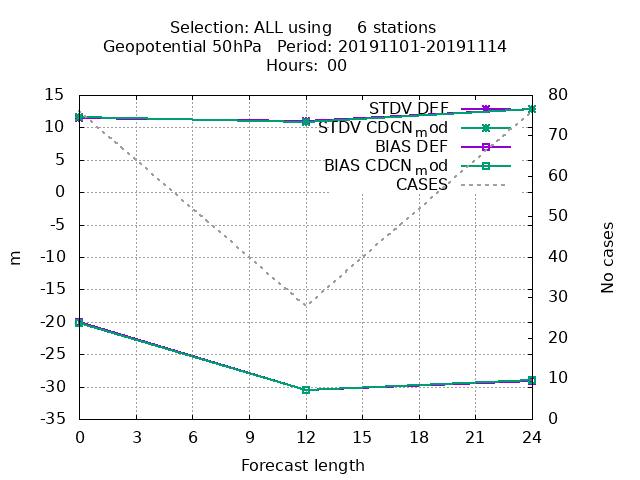 Selection: ALL using     6 stations
Geopotential 50hPa   Period: 20191101-20191114
Hours: 00
15
10
5
0
-5
-10
-15
-20
-25
-30
-35
80
70
60
50
40
30
20
10
0
STDV DEF
STDV CDCNmod
BIAS DEF
BIAS CDCNmod
CASES
m
No cases
0 3 6 9 12 15 18 21 24
Forecast length